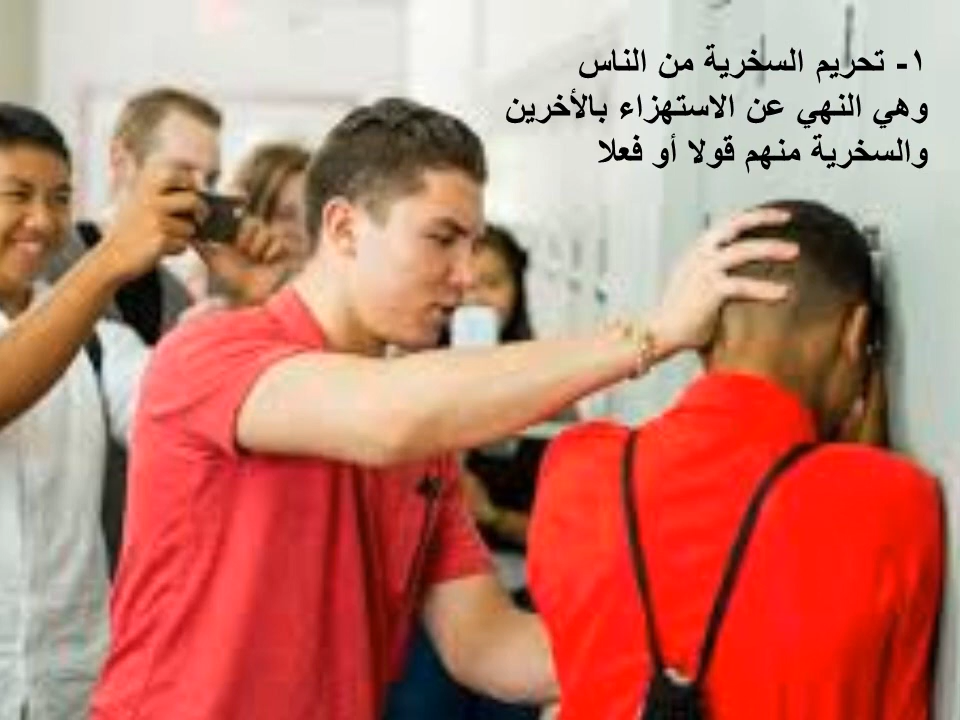 ١- تحريم السخرية من الناس
وهي النهي عن الاستهزاء بالأخرين
والسخرية منهم قولا أو فعلا